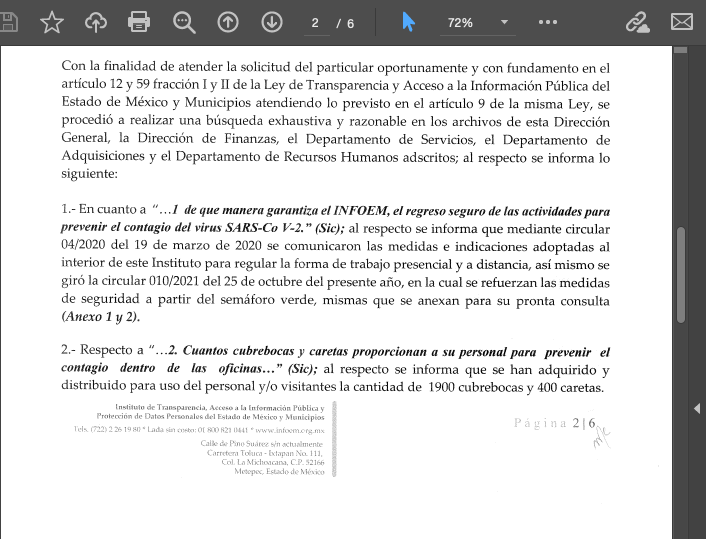 2 / 6
72%
Con la finalidad de atender la solicitud del particular oportunamente y con fundamento en el
artículo 12 y 59 fracción I y II de la Ley de Transparencia y Acceso a la Información Pública del
Estado de México y Municipios atendiendo lo previsto en el artículo 9 de la misma Ley, se
procedió a realizar una búsqueda exhaustiva y razonable en los archivos de esta Dirección
General, la Dirección de Finanzas, el Departamento de Servicios, el Departamento de
Adquisiciones y el Departamento de Recursos Humanos adscritos; al respecto se informa lo
siguiente:
1.- En cuanto a "…1 de que manera garantiza el INFOEM, el regreso seguro de las actividades para
prevenir el contagio del virus SARS-Co V-2." (Sic); al respecto se informa que mediante circular
04/2020 del 19 de marzo de 2020 se comunicaron las medidas e indicaciones adoptadas al
interior de este Instituto para regular la forma de trabajo presencial y a distancia, así mismo se
giró la circular 010/2021 del 25 de octubre del presente año, en la cual se refuerzan las medidas
de seguridad a partir del semáforo verde, mismas que se anexan para su pronta consulta
(Anexo 1 y 2).
2.- Respecto a "…2. Cuantos cubrebocas y caretas proporcionan a su personal para prevenir el
contagio dentro de las oficinas…" (Sic); al respecto se informa que se han adquirido y
distribuido para uso del personal y/o visitantes la cantidad de 1900 cubrebocas y 400 caretas.
Instituto de Transparencia, Acceso a la Información Pública y
Protección de Datos Personales del Estado de México y Municipios
Tels. (722) 2 26 19 80 * Lada sin costo: 01 800 821 0441 * www.infoem.org.mx
Calle de Pino Suárez s/n actualmente
Carretera Toluca - Ixtapan No. 111,
Col. La Michoacana, C.P. 52166
Metepec, Estado de México
Página 2|6